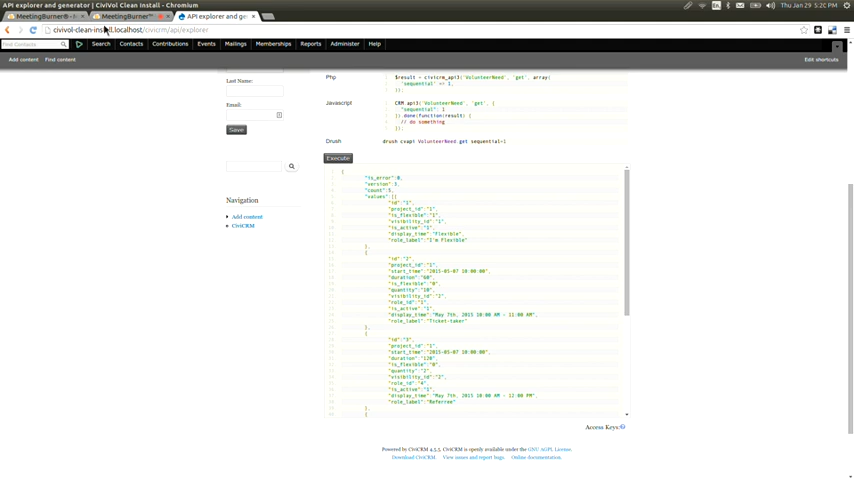 API explorer and generator | CiviVol Clean Install - Chromium
En
Thu Jan 29 5:20 PM
MeetingBurner® - F
MeetingBurner™
API explorer and gen
civivol-clean-install.localhost/civicrm/api/explorer
Find Contacts
Search Contacts Contributions Events Mailings Memberships Reports Administer Help
Add content Find content Edit shortcuts
Last Name:
Email:
Save
Navigation
Add content
CiviCRM
Php
$result = civicrm_api3('VolunteerNeed', 'get', array(
'sequential' => 1,
));
Javascript
CRM.api3('VolunteerNeed', 'get', {
"sequential": 1
}).done(function(result) {
// do something
});
Drush
drush cvapi VolunteerNeed.get sequential=1
Execute
{
"is_error":0,
"version":3,
"count":5,
"values":[{
"id":"1",
"project_id":"1",
"is_flexible":"1",
"visibility_id":"1",
"is_active":"1",
"display_time":"Flexible",
"role_label":"I'm Flexible"
},
{
"id":"2",
"project_id":"1",
"start_time":"2015-05-07 10:00:00",
"duration":"60",
"is_flexible":"0",
"quantity":"10",
"visibility_id":"2",
"role_id":"1",
"is_active":"1",
"display_time":"May 7th, 2015 10:00 AM - 11:00 AM",
"role_label":"Ticket-taker"
},
{
"id":"3",
"project_id":"1",
"start_time":"2015-05-07 10:00:00",
"duration":"120",
"is_flexible":"0",
"quantity":"2",
"visibility_id":"2",
"role_id":"4",
"is_active":"1",
"display_time":"May 7th, 2015 10:00 AM - 12:00 PM",
"role_label":"Referree"
},
{
Access Keys:
Powered by CiviCRM 4.5.5. CiviCRM is openly available under the GNU AGPL License.
Download CiviCRM. View issues and report bugs. Online documentation.